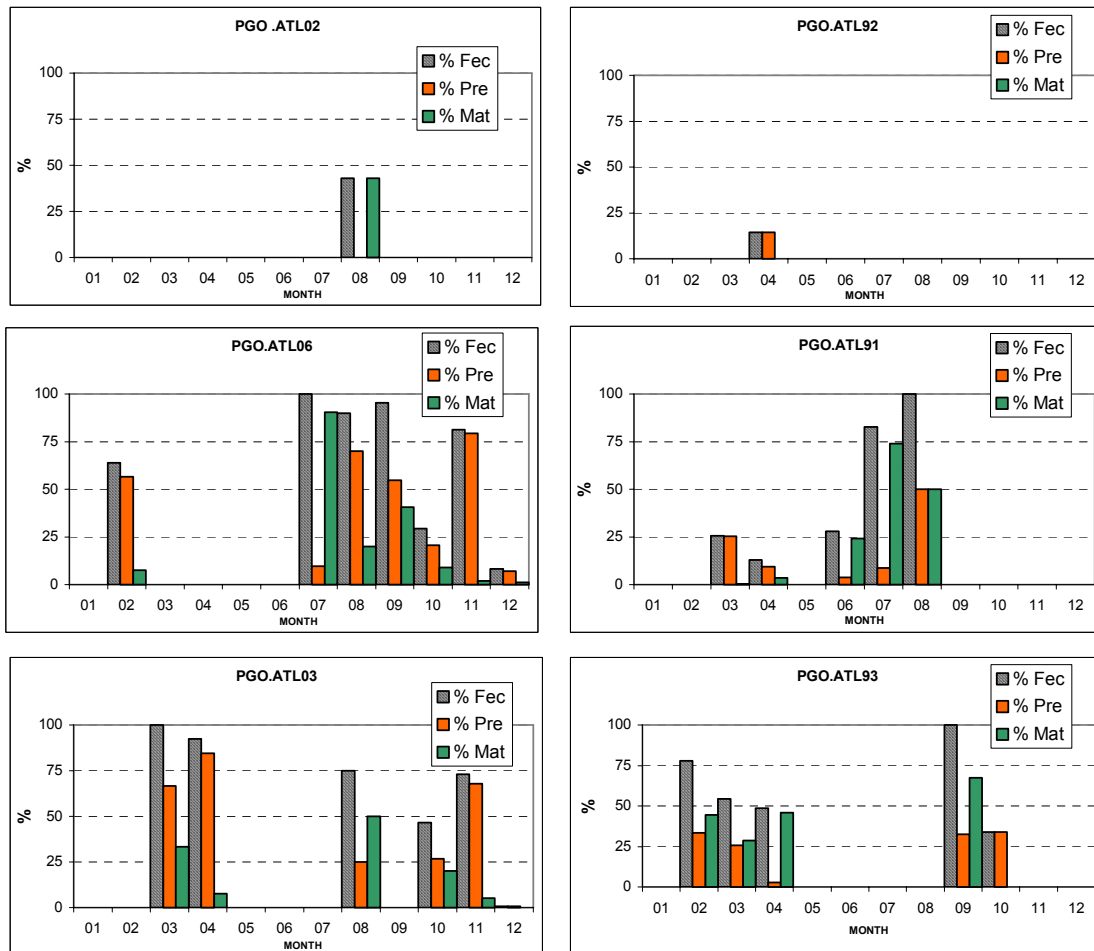 PGO .ATL02
% Fec
% Pre
% Mat
100
75
50
25
0
%
01 02 03 04 05 06 07 08 09 10 11 12
MONTH
PGO.ATL92
% Fec
% Pre
% Mat
100
75
50
25
0
%
01 02 03 04 05 06 07 08 09 10 11 12
MONTH
PGO.ATL06
% Fec
% Pre
% Mat
100
75
50
25
0
%
01 02 03 04 05 06 07 08 09 10 11 12
MONTH
PGO.ATL91
% Fec
% Pre
% Mat
100
75
50
25
0
%
01 02 03 04 05 06 07 08 09 10 11 12
MONTH
PGO.ATL03
% Fec
% Pre
% Mat
100
75
50
25
0
%
01 02 03 04 05 06 07 08 09 10 11 12
MONTH
PGO.ATL93
% Fec
% Pre
% Mat
100
75
50
25
0
%
01 02 03 04 05 06 07 08 09 10 11 12
MONTH